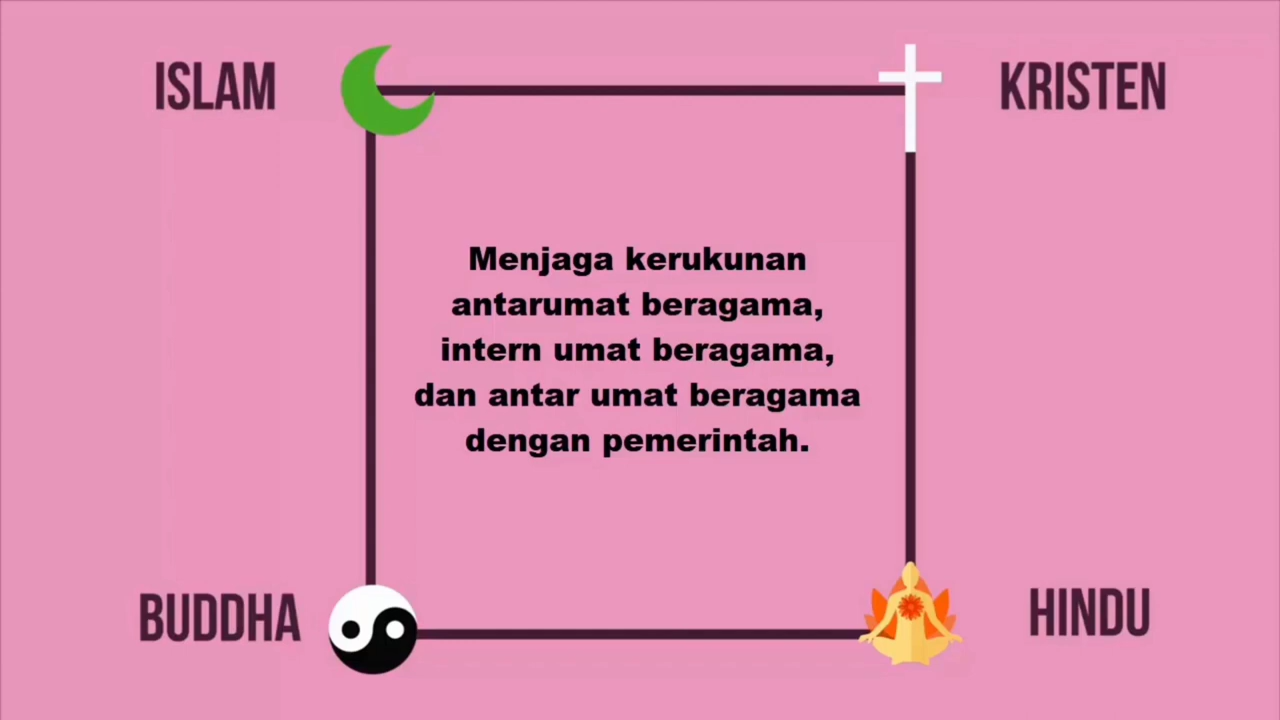 ISLAM
KRISTEN
Menjaga kerukunan
antarumat beragama,
intern umat beragama,
dan antar umat beragama
dengan pemerintah.
BUDDHA
HINDU